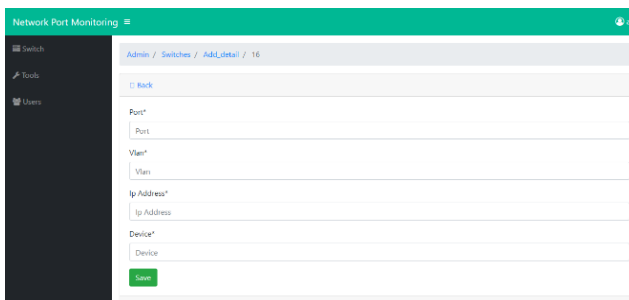 Network Port Monitoring
Switch
Tools
Users
Admin / Switches / Add_detail / 16
Back
Port*
Port
Vlan*
Vlan
Ip Address*
Ip Address
Device*
Device
Save